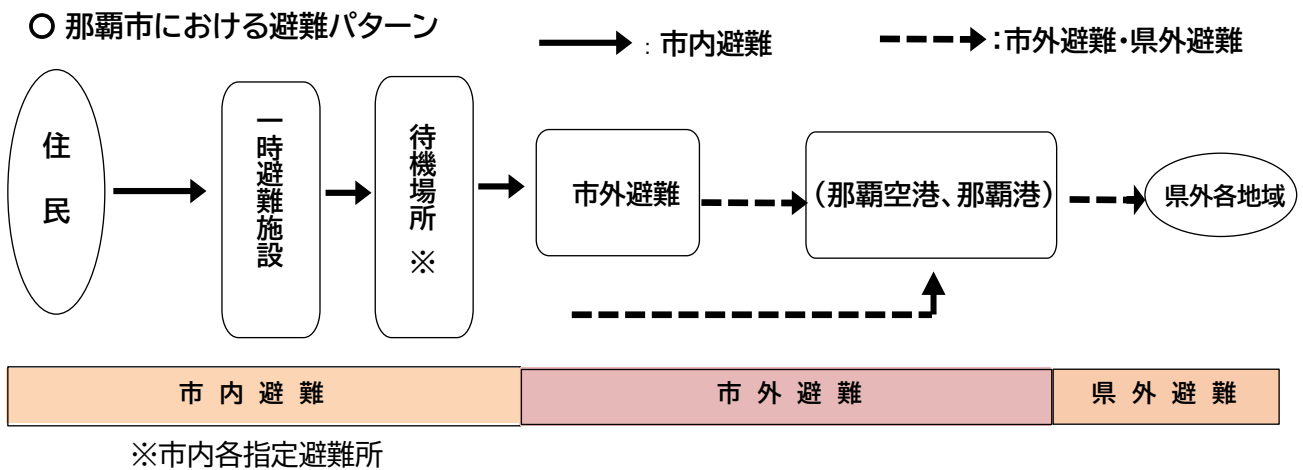 ○ 那覇市における避難パターン
：市内避難
：市外避難・県外避難
住民
一時避難施設
待機場所 ※
市外避難
（那覇空港、那覇港）
県外各地域
市 内 避 難
市 外 避 難
県 外 避 難
※市内各指定避難所